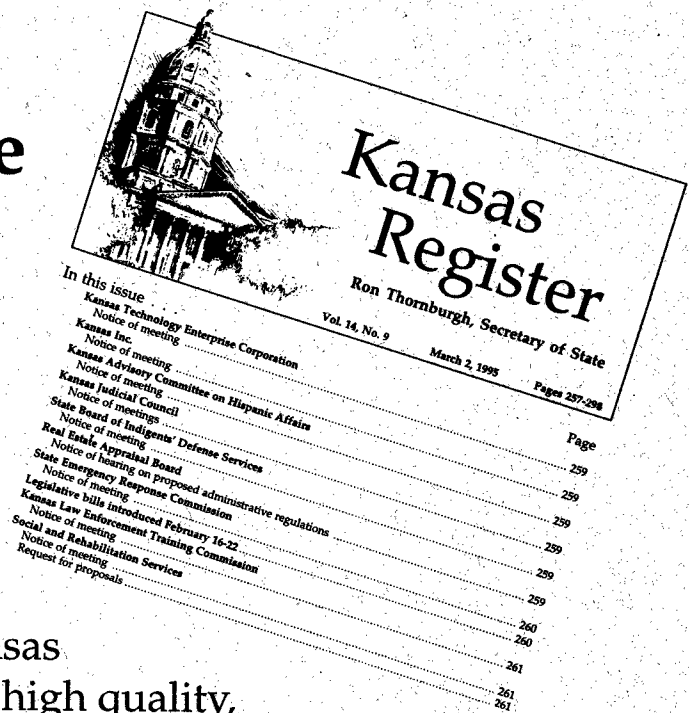 e
Kansas
Register
Ron Thornburgh, Secretary of State
Vol. 14, No. 9 March 2, 1995 Pages 257-298
In this issue . . . Page
Kansas Technology Enterprise Corporation
Notice of meeting ........ 259
Kansas Inc.
Notice of meeting ........ 259
Kansas Advisory Committee on Hispanic Affairs
Notice of meeting ........ 259
Kansas Judicial Council
Notice of meetings ........ 259
State Board of Indigents' Defense Services
Notice of meeting ........ 259
Real Estate Appraisal Board
Notice of hearing on proposed administrative regulations ........ 259
State Emergency Response Commission
Notice of meeting ........ 260
Legislative bills introduced February 16-22 ........ 260
Kansas Law Enforcement Training Commission
Notice of meeting ........ 261
Social and Rehabilitation Services
Notice of meeting ........ 261
Request for proposals ........ 261
sas
high quality,